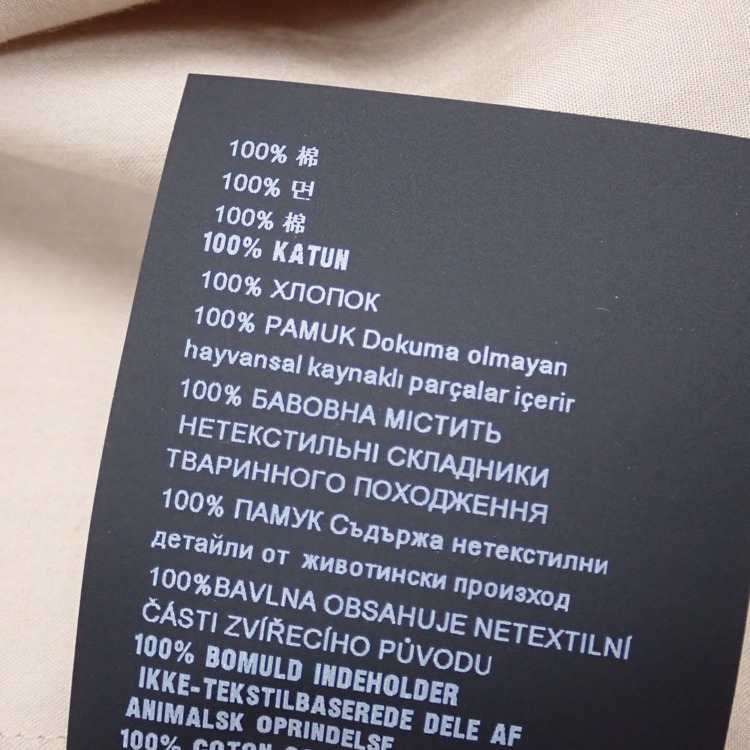 100% 棉
100% 면
100% 棉
100% KATUN
100% ХЛОПОК
100% PAMUK Dokuma olmayan
hayvansal kaynaklı parçalar içerir
100% БАВОВНА МІСТИТЬ
НЕТЕКСТИЛЬНІ СКЛАДНИКИ
ТВАРИННОГО ПОХОДЖЕННЯ
100% ПАМУК Съдържа нетекстилни
детайли от животински произход
100%BAVLNA OBSAHUJE NETEXTILNÍ
ČÁSTI ZVÍŘECÍHO PŮVODU
100% BOMULD INDEHOLDER
IKKE-TEKSTILBASEREDE DELE AF
ANIMALSK OPRINDELSE
100% COTON